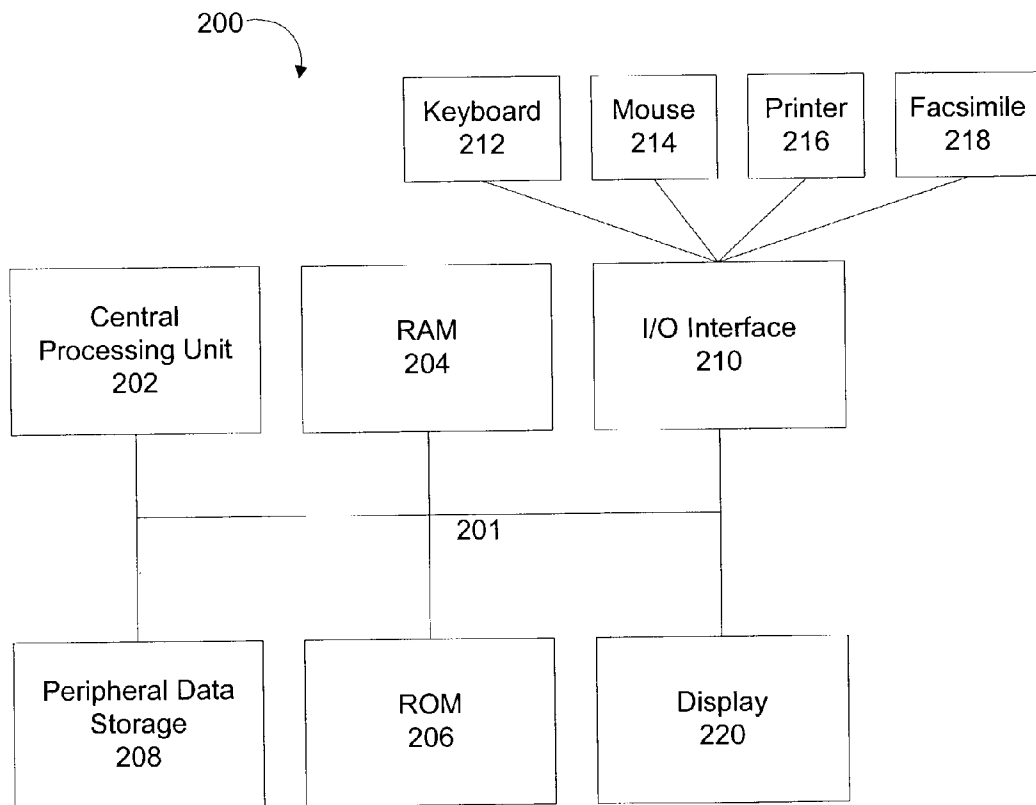 200
Keyboard
212
Mouse
214
Printer
216
Facsimile
218
Central
Processing Unit
202
RAM
204
I/O Interface
210
201
Peripheral Data
Storage
208
ROM
206
Display
220